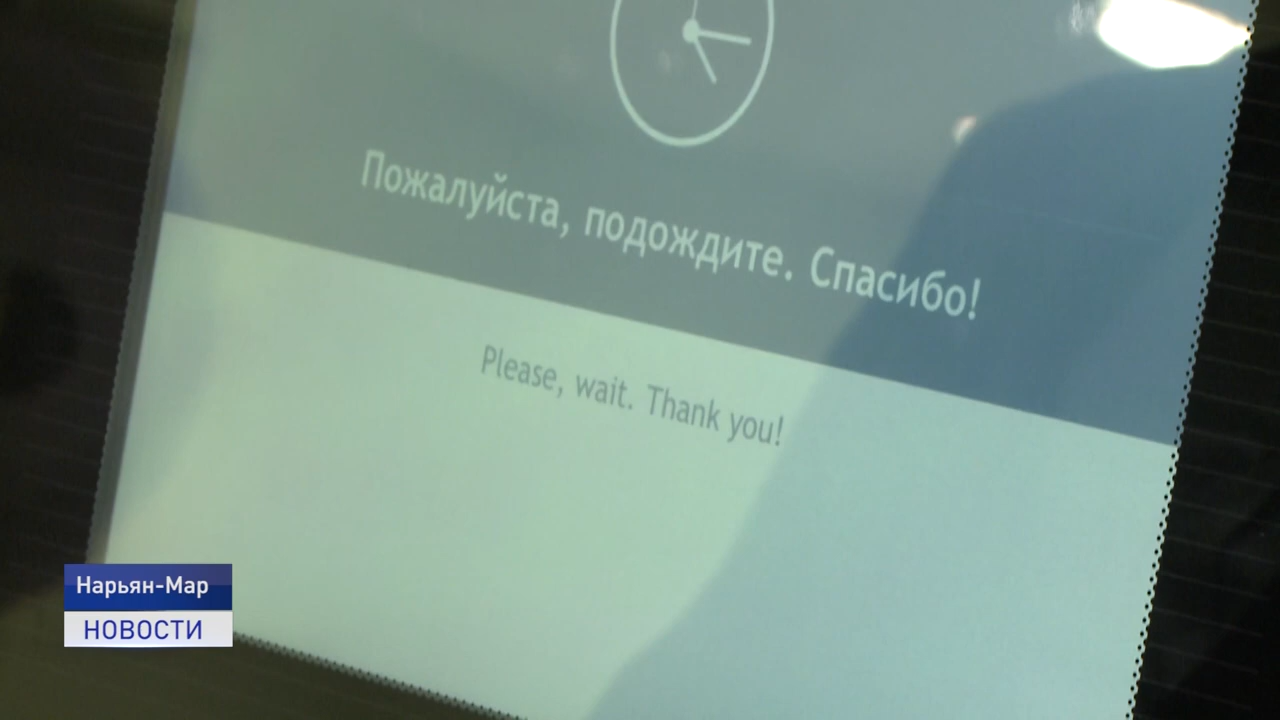 Пожалуйста, подождите. Спасибо!
Please, wait. Thank you!
Нарьян-Мар
НОВОСТИ